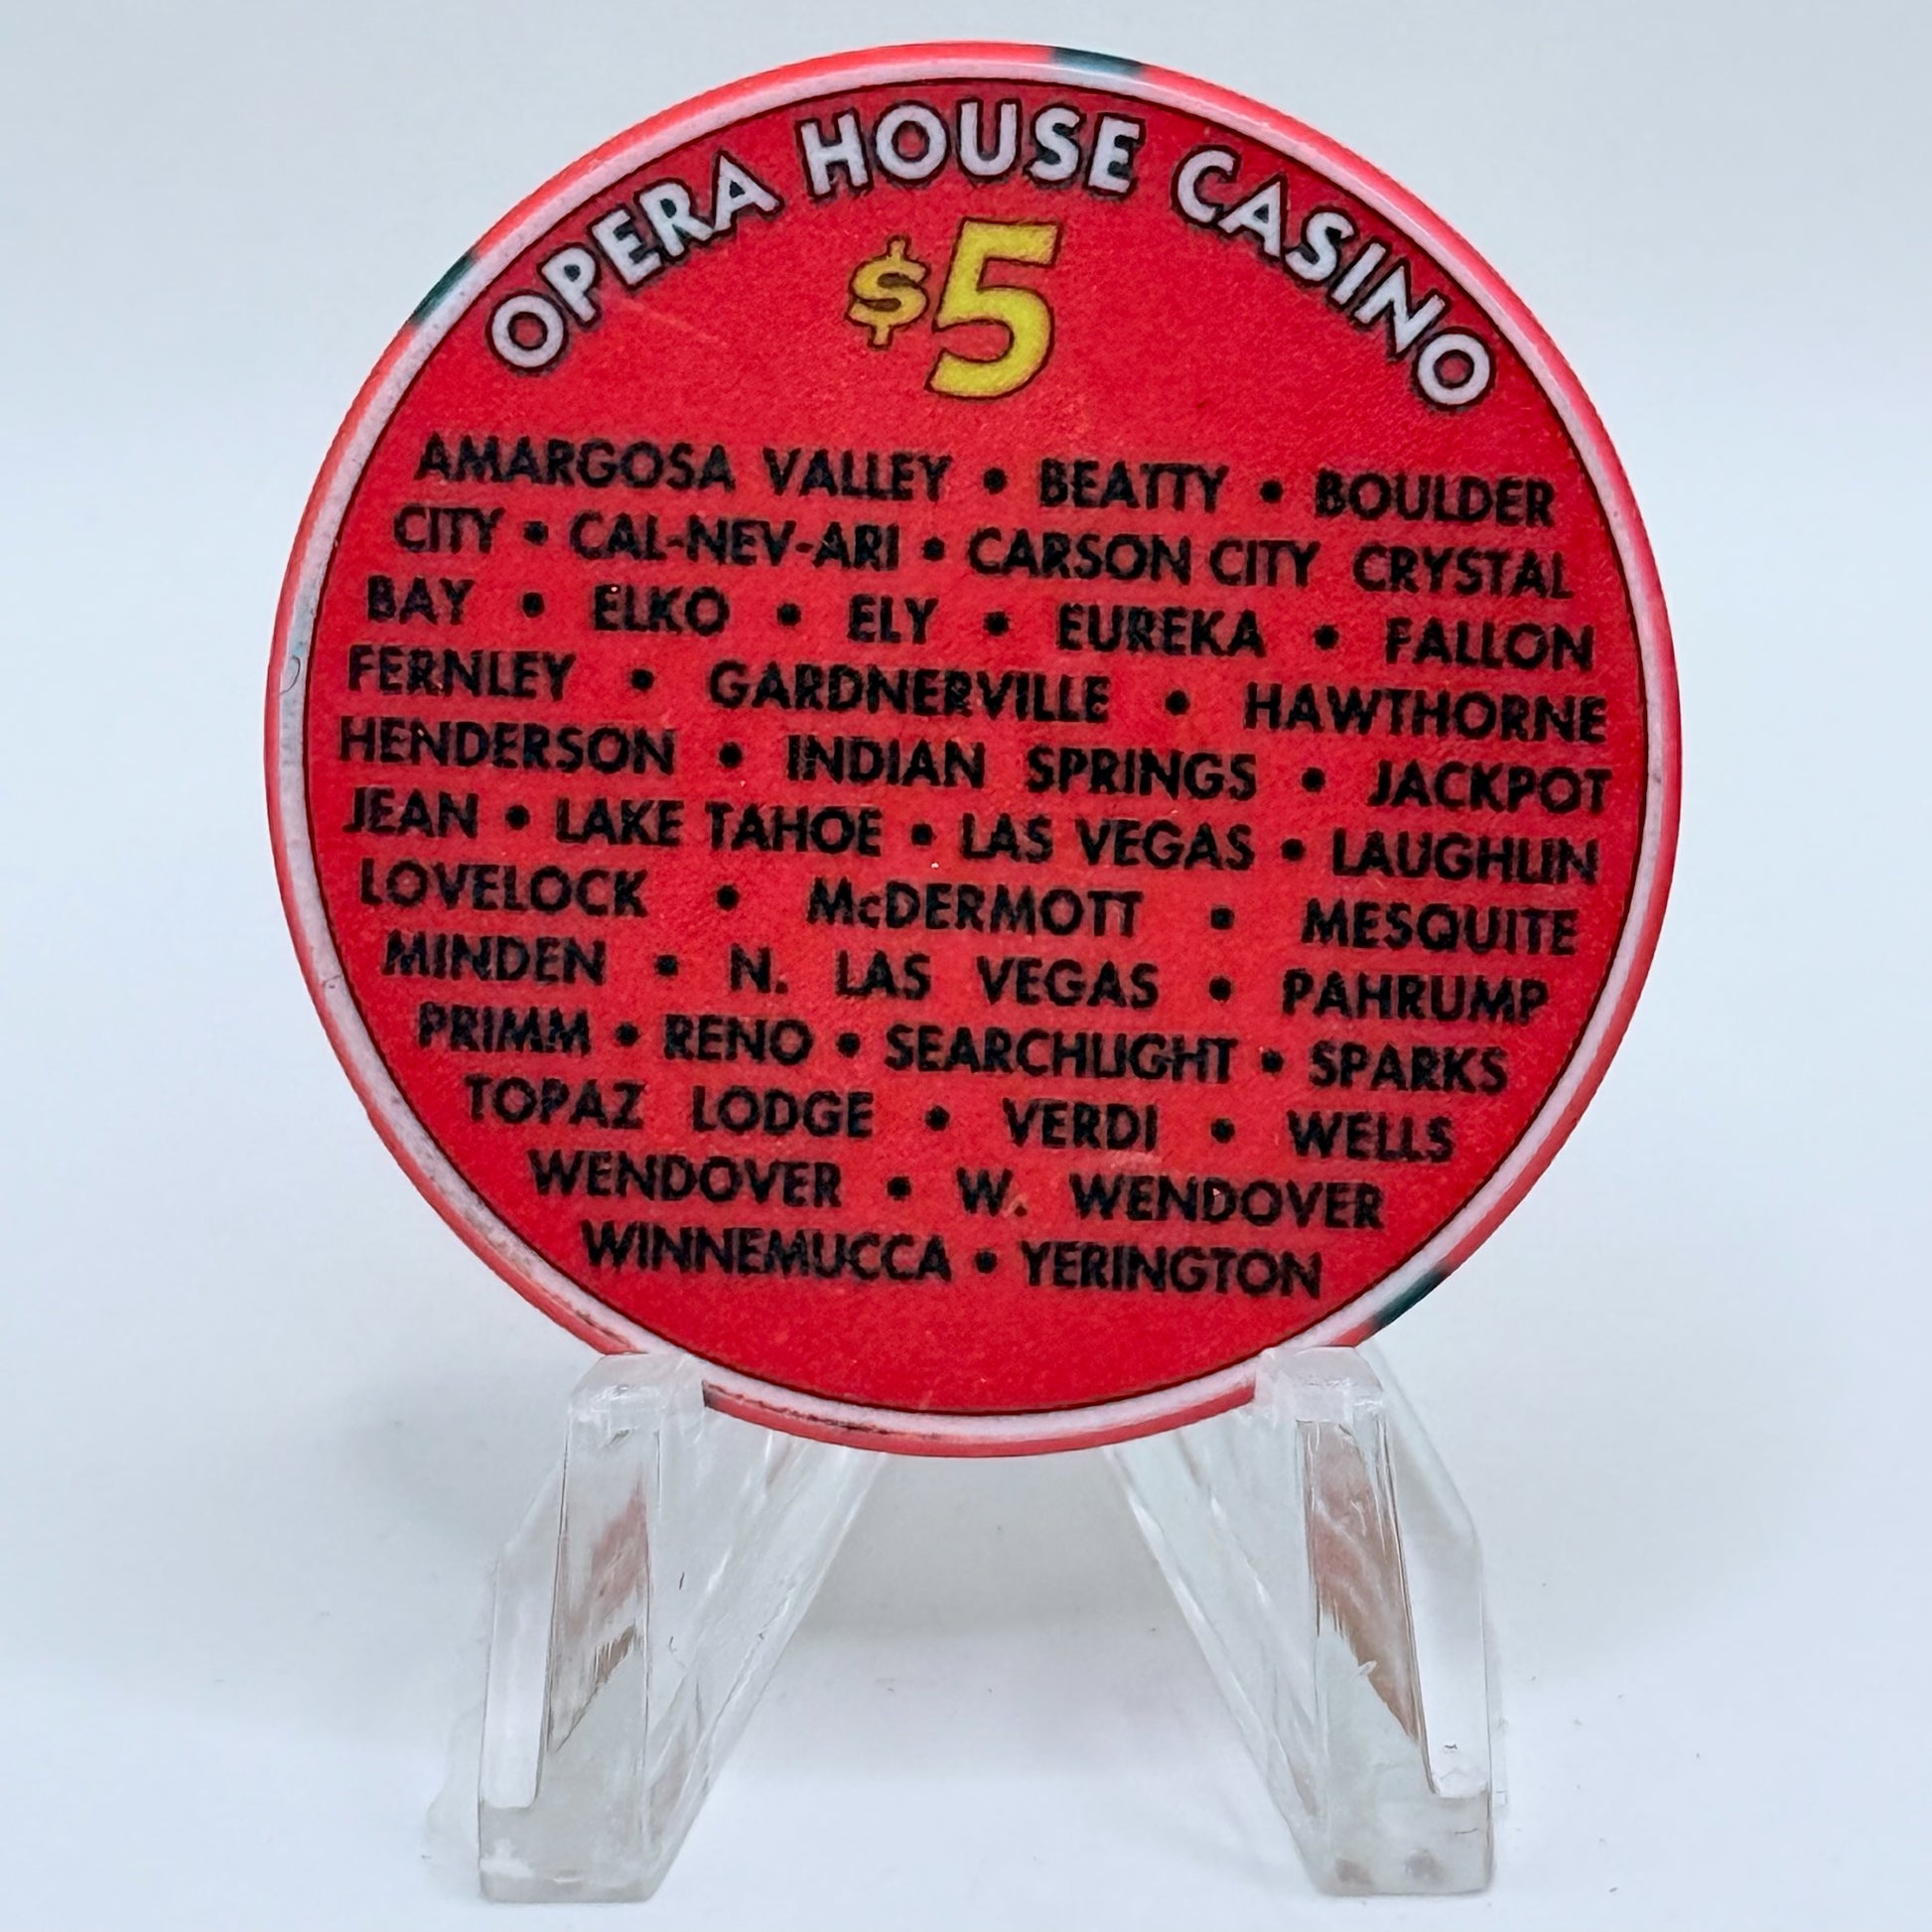 OPERA HOUSE CASINO
$5
AMARGOSA VALLEY • BEATTY • BOULDER
CITY • CAL-NEV-ARI • CARSON CITY CRYSTAL
BAY • ELKO • ELY • EUREKA • FALLON
FERNLEY • GARDNERVILLE • HAWTHORNE
HENDERSON • INDIAN SPRINGS • JACKPOT
JEAN • LAKE TAHOE • LAS VEGAS • LAUGHLIN
LOVELOCK • McDERMOTT • MESQUITE
MINDEN • N. LAS VEGAS • PAHRUMP
PRIMM • RENO • SEARCHLIGHT • SPARKS
TOPAZ LODGE • VERDI • WELLS
WENDOVER • W. WENDOVER
WINNEMUCCA • YERINGTON